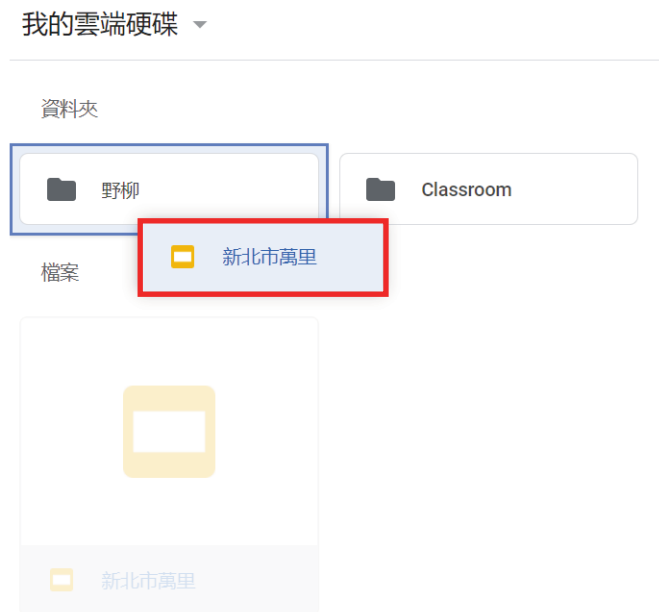 我的雲端硬碟
資料夾
野柳
Classroom
新北市萬里
檔案
新北市萬里